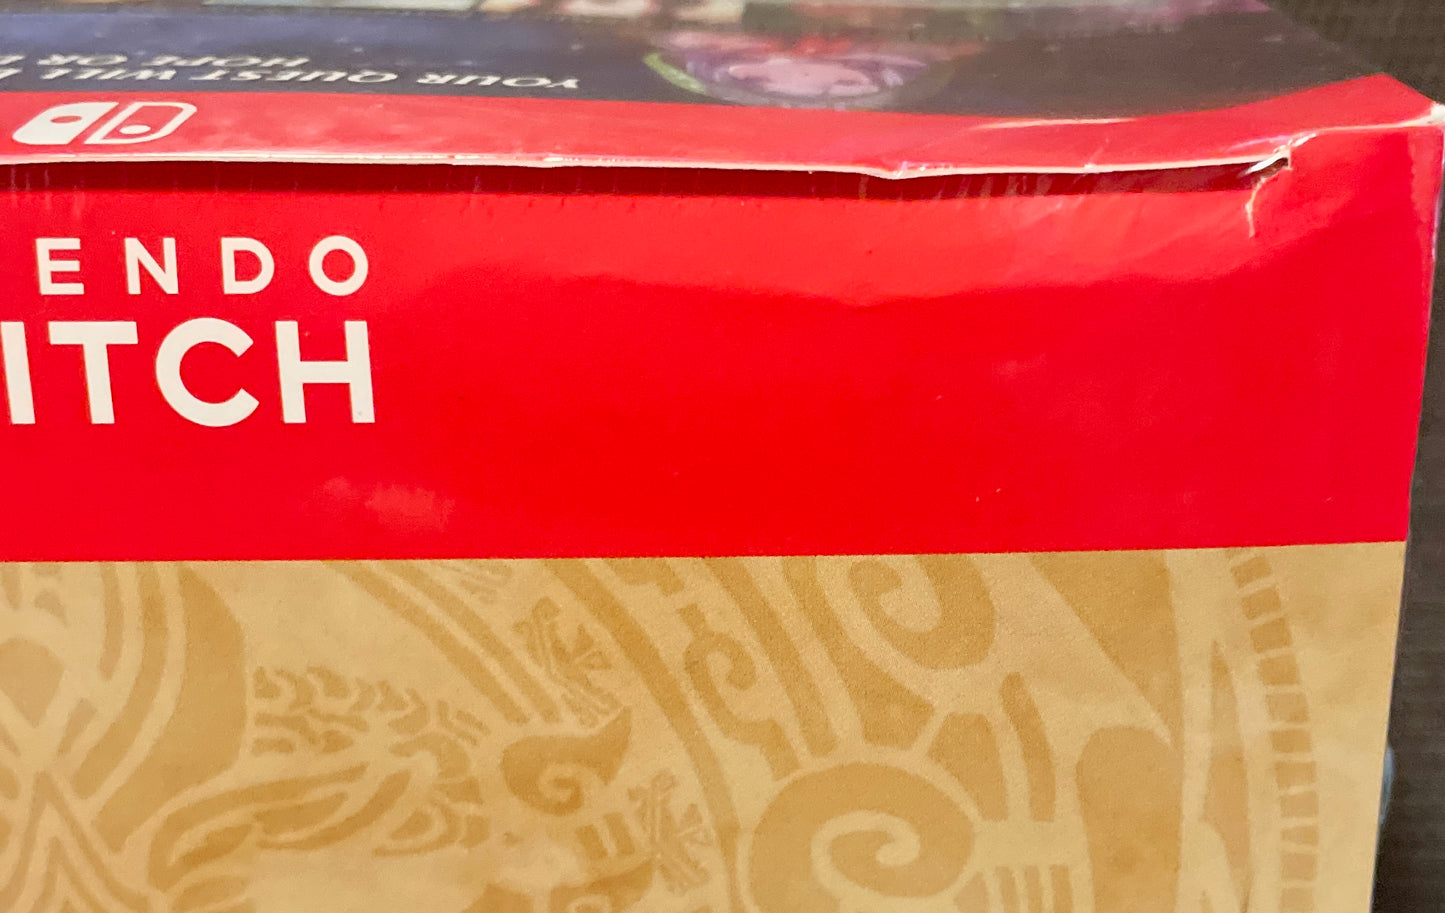 YOUR QUEST WILL
HOPE OR
ENDO
ITCH